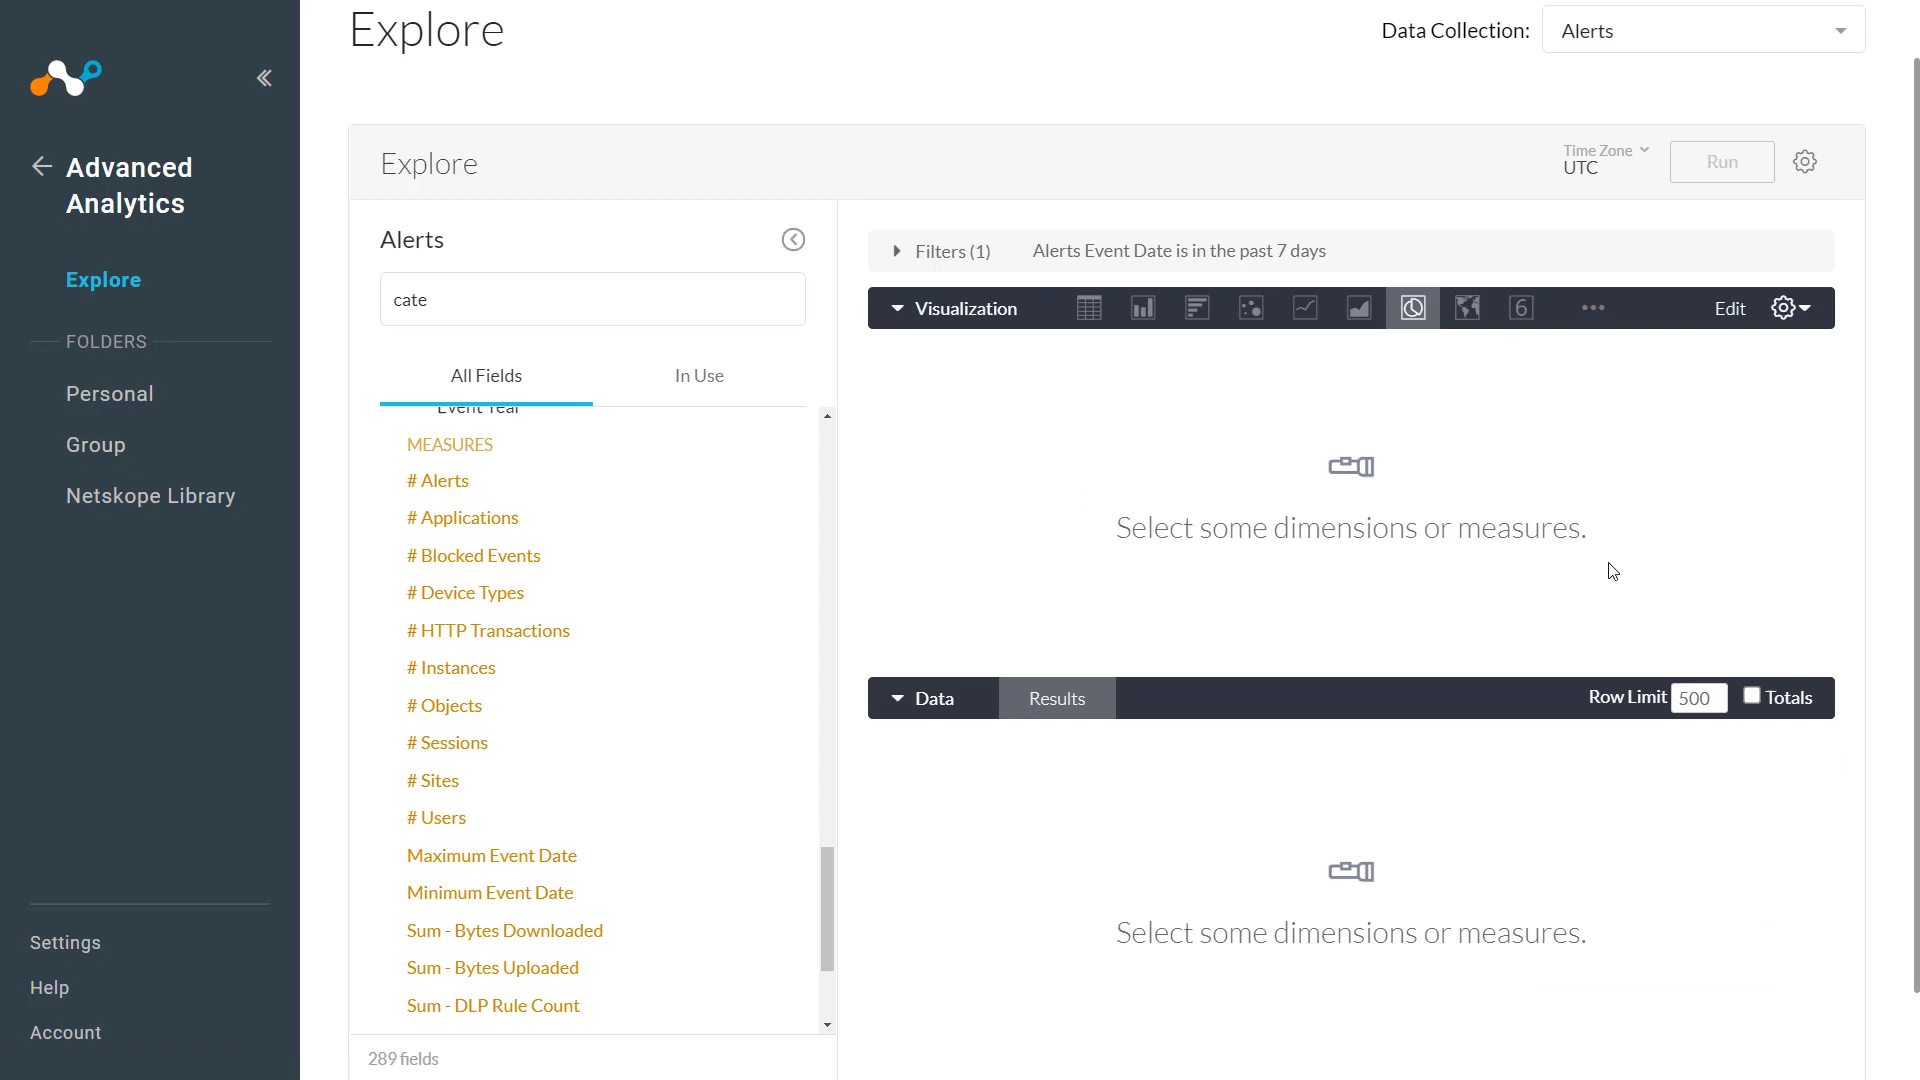 Explore
Data Collection:
Alerts
Advanced
Analytics
Explore
FOLDERS
Personal
Group
Netskope Library
Settings
Help
Account
Explore
Time Zone
UTC
Run
Alerts
cate
All Fields
In Use
Event Year
MEASURES
# Alerts
# Applications
# Blocked Events
# Device Types
# HTTP Transactions
# Instances
# Objects
# Sessions
# Sites
# Users
Maximum Event Date
Minimum Event Date
Sum - Bytes Downloaded
Sum - Bytes Uploaded
Sum - DLP Rule Count
289 fields
Filters (1)
Alerts Event Date is in the past 7 days
Visualization
6
Edit
Select some dimensions or measures.
Data
Results
Row Limit 500
Totals
Select some dimensions or measures.